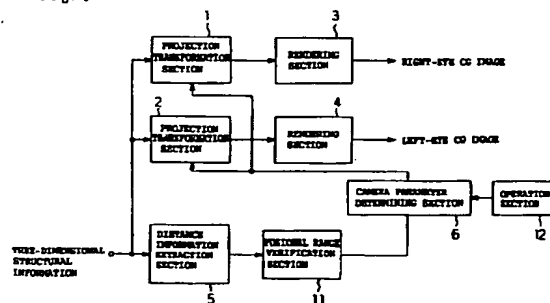 1
PROJECTION
TRANSFORMATION
SECTION
3
RENDERING
SECTION
RIGHT-EYE CG IMAGE
2
PROJECTION
TRANSFORMATION
SECTION
4
RENDERING
SECTION
LEFT-EYE CG IMAGE
CAMERA PARAMETER
DETERMINING SECTION
6
OPERATION
SECTION
12
THREE-DIMENSIONAL
STRUCTURAL
INFORMATION
DISTANCE
INFORMATION
EXTRACTION
SECTION
5
FUSIONAL RANGE
VERIFICATION
SECTION
11